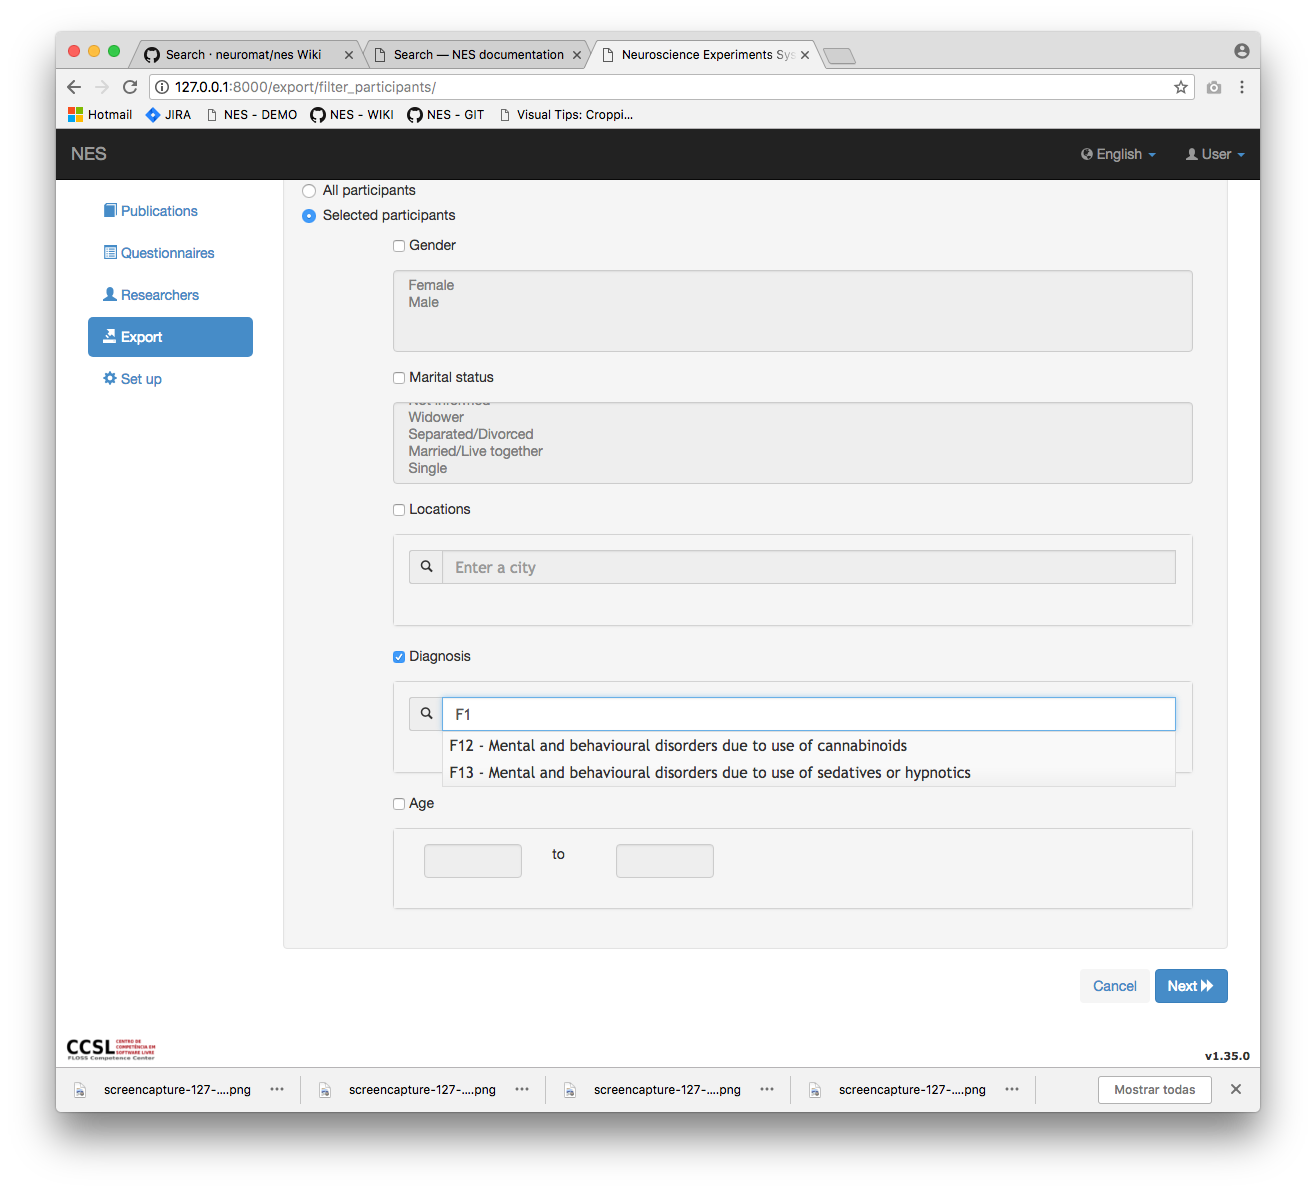 Search · neuromat/nes Wiki
Search — NES documentation
Neuroscience Experiments Sys
127.0.0.1:8000/export/filter_participants/
Hotmail
JIRA
NES - DEMO
NES - WIKI
NES - GIT
Visual Tips: Croppi...
NES
English
User
Publications
Questionnaires
Researchers
Export
Set up
All participants
Selected participants
Gender
Female
Male
Marital status
Not informed
Widower
Separated/Divorced
Married/Live together
Single
Locations
Enter a city
Diagnosis
F1
F12 - Mental and behavioural disorders due to use of cannabinoids
F13 - Mental and behavioural disorders due to use of sedatives or hypnotics
Age
to
Cancel
Next
CCSL
CENTRO DE
COMPETÊNCIA EM
SOFTWARE LIVRE
FLOSS Competence Center
v1.35.0
screencapture-127-....png
screencapture-127-....png
screencapture-127-....png
screencapture-127-....png
Mostrar todas